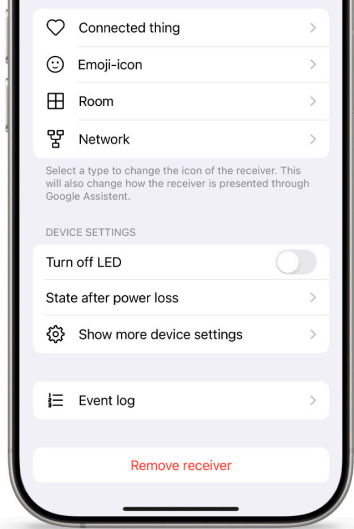 Connected thing
Emoji-icon
Room
Network
Select a type to change the icon of the receiver. This
will also change how the receiver is presented through
Google Assistent.
DEVICE SETTINGS
Turn off LED
State after power loss
Show more device settings
Event log
Remove receiver